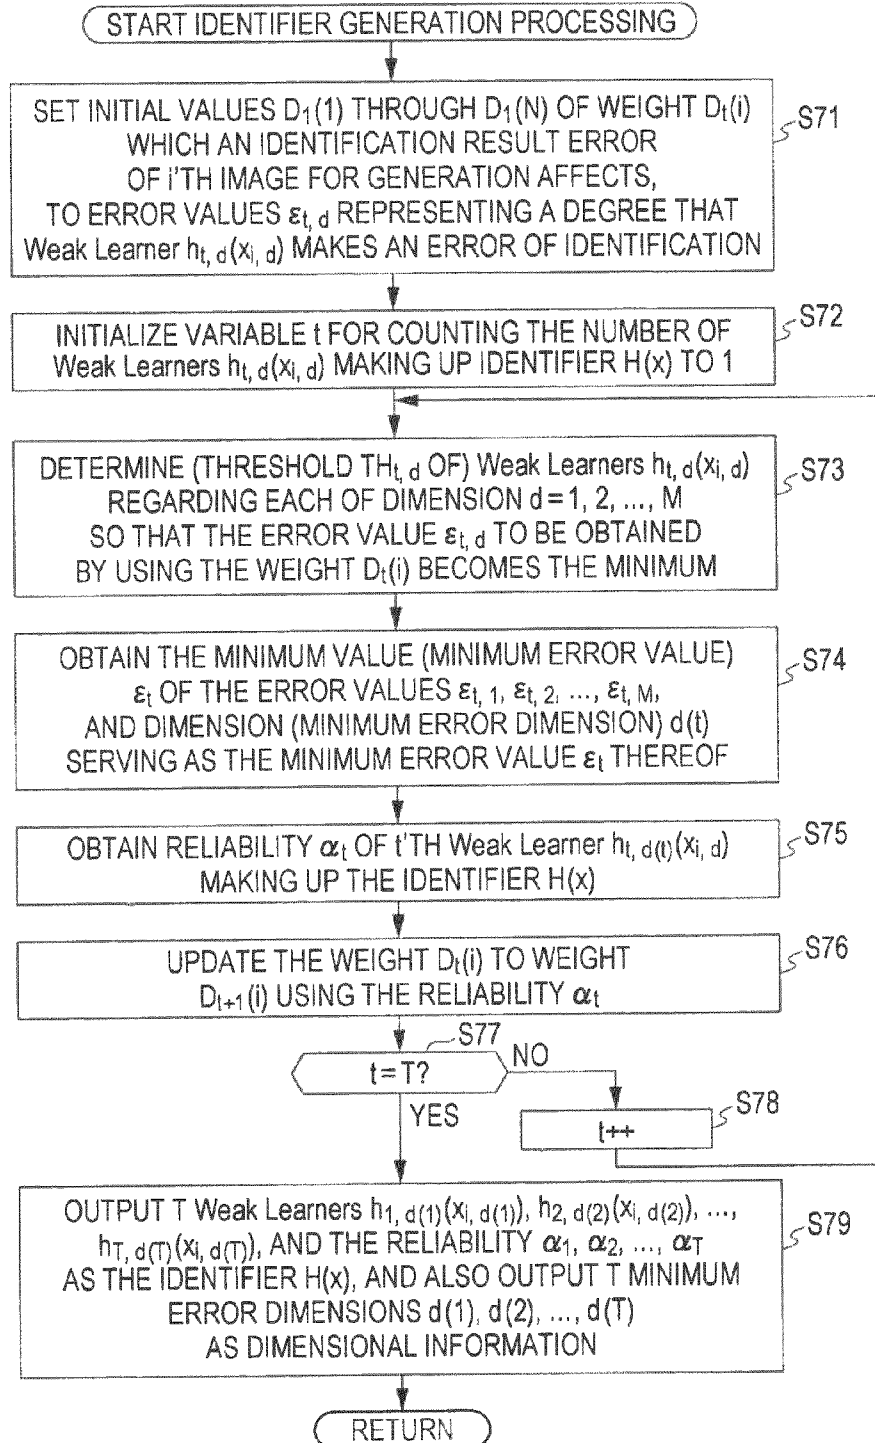 START IDENTIFIER GENERATION PROCESSING
SET INITIAL VALUES D₁(1) THROUGH D₁(N) OF WEIGHT Dₜ(i)
WHICH AN IDENTIFICATION RESULT ERROR
OF i'TH IMAGE FOR GENERATION AFFECTS,
TO ERROR VALUES εt, d REPRESENTING A DEGREE THAT
Weak Learner ht, d(xi, d) MAKES AN ERROR OF IDENTIFICATION
S71
INITIALIZE VARIABLE t FOR COUNTING THE NUMBER OF
Weak Learners ht, d(xi, d) MAKING UP IDENTIFIER H(x) TO 1
S72
DETERMINE (THRESHOLD THt, d OF) Weak Learners ht, d(xi, d)
REGARDING EACH OF DIMENSION d=1, 2, ..., M
SO THAT THE ERROR VALUE εt, d TO BE OBTAINED
BY USING THE WEIGHT Dt(i) BECOMES THE MINIMUM
S73
OBTAIN THE MINIMUM VALUE (MINIMUM ERROR VALUE)
εt OF THE ERROR VALUES εt, 1, εt, 2, ..., εt, M,
AND DIMENSION (MINIMUM ERROR DIMENSION) d(t)
SERVING AS THE MINIMUM ERROR VALUE εt THEREOF
S74
OBTAIN RELIABILITY αt OF t'TH Weak Learner ht, d(t)(xi, d)
MAKING UP THE IDENTIFIER H(x)
S75
UPDATE THE WEIGHT Dt(i) TO WEIGHT
Dt+1(i) USING THE RELIABILITY αt
S76
S77
t=T?
NO
YES
S78
t++
OUTPUT T Weak Learners h1, d(1)(xi, d(1)), h2, d(2)(xi, d(2)), ...,
hT, d(T)(xi, d(T)), AND THE RELIABILITY α1, α2, ..., αT
AS THE IDENTIFIER H(x), AND ALSO OUTPUT T MINIMUM
ERROR DIMENSIONS d(1), d(2), ..., d(T)
AS DIMENSIONAL INFORMATION
S79
RETURN